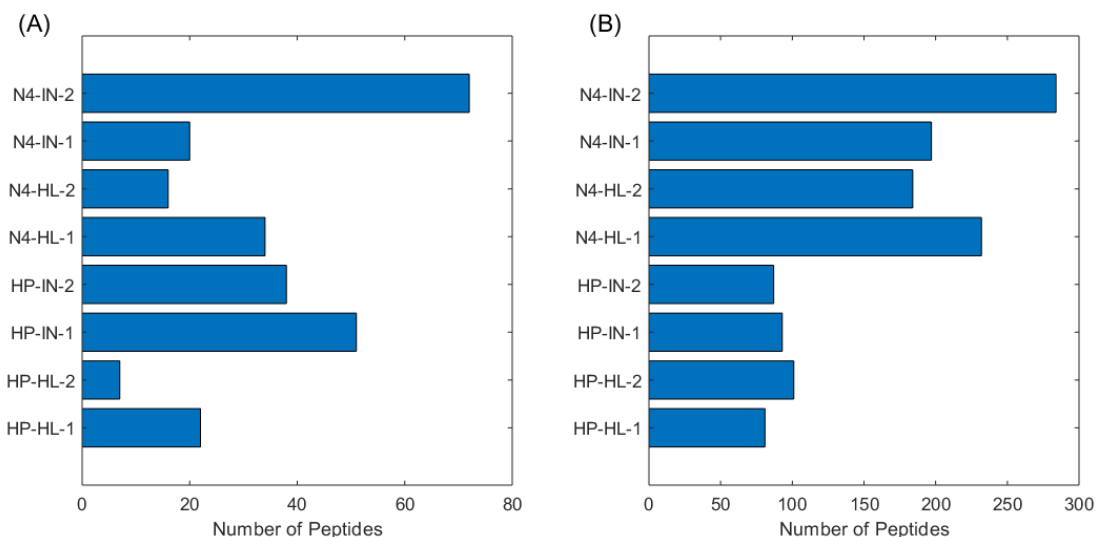 (A)
N4-IN-2
N4-IN-1
N4-HL-2
N4-HL-1
HP-IN-2
HP-IN-1
HP-HL-2
HP-HL-1
0 20 40 60 80
Number of Peptides
(B)
N4-IN-2
N4-IN-1
N4-HL-2
N4-HL-1
HP-IN-2
HP-IN-1
HP-HL-2
HP-HL-1
0 50 100 150 200 250 300
Number of Peptides